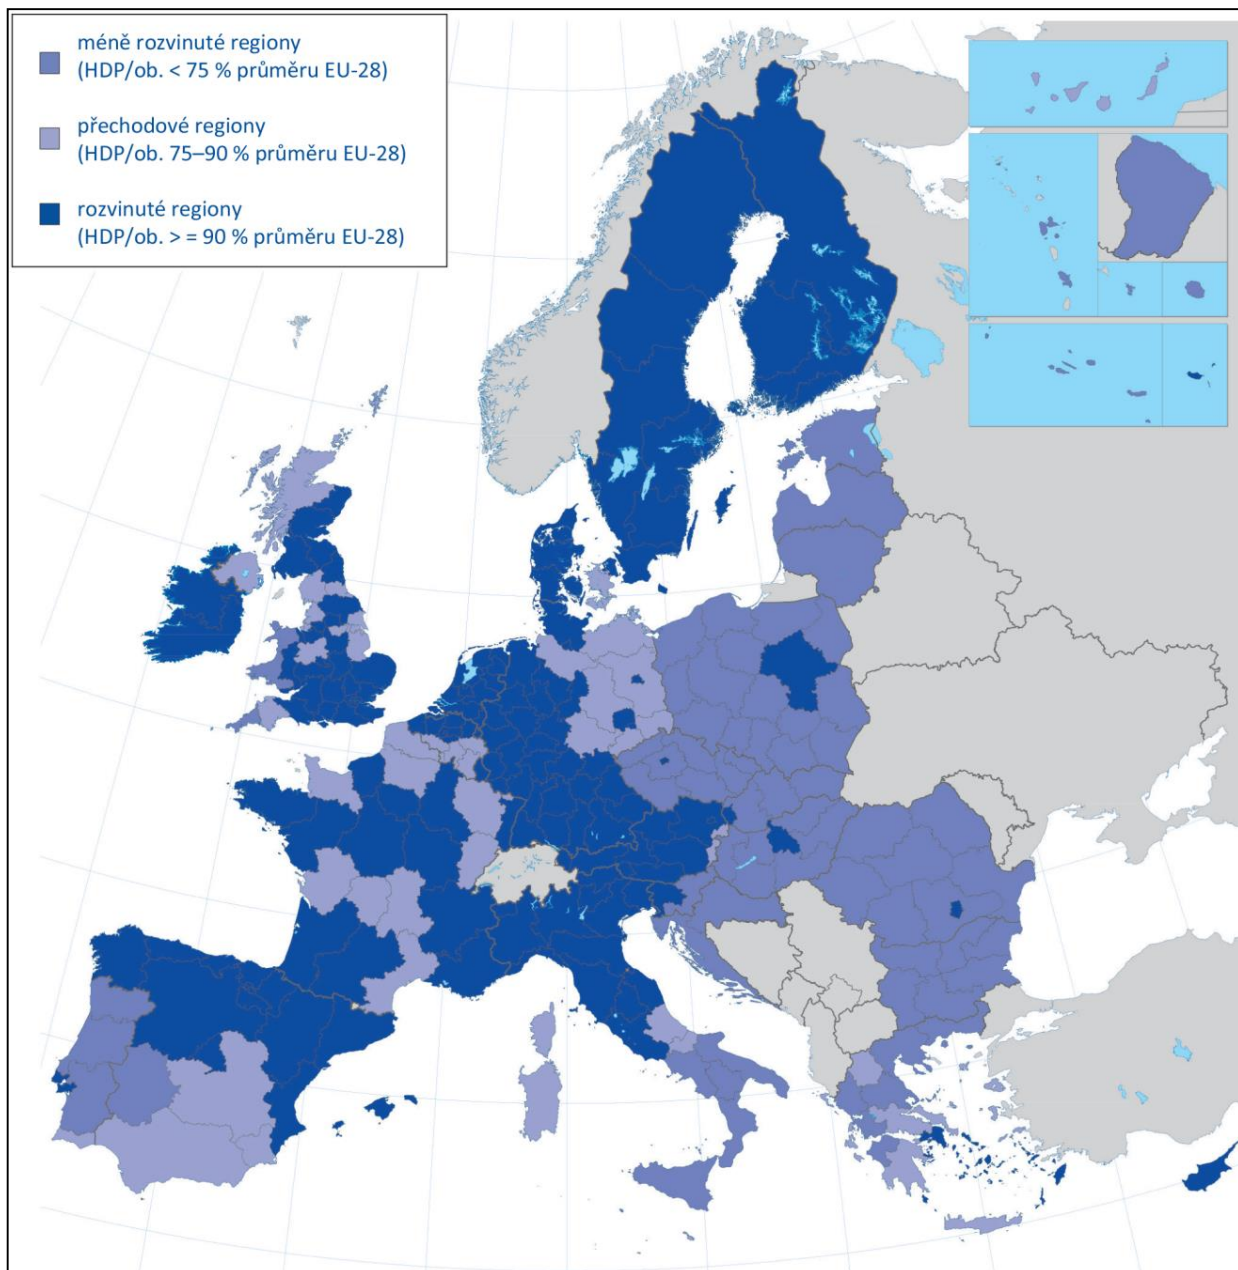 méně rozvinuté regiony
(HDP/ob. < 75 % průměru EU-28)
přechodové regiony
(HDP/ob. 75–90 % průměru EU-28)
rozvinuté regiony
(HDP/ob. > = 90 % průměru EU-28)